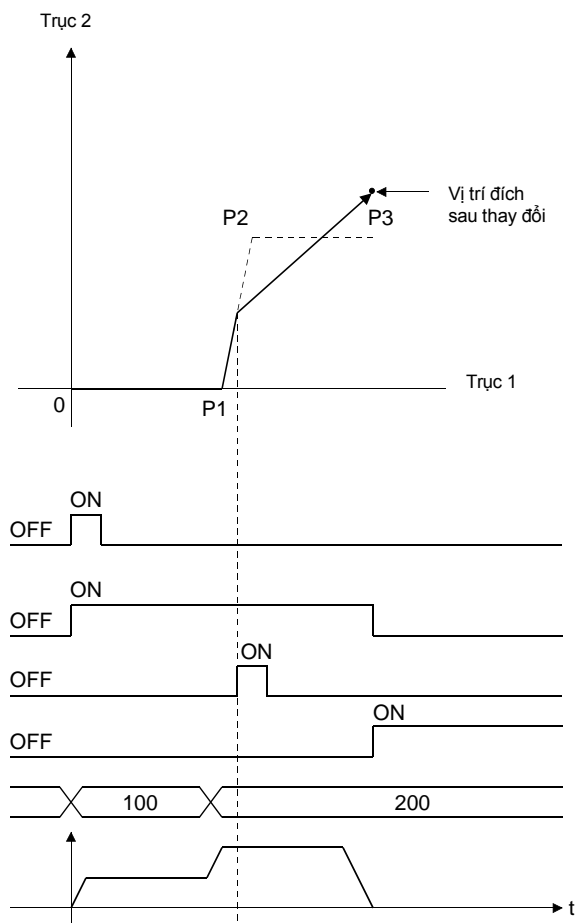 Trục 2
Vị trí đích
sau thay đổi
P2
P3
Trục 1
0
P1
ON
OFF
ON
OFF
ON
OFF
ON
OFF
100
200
t